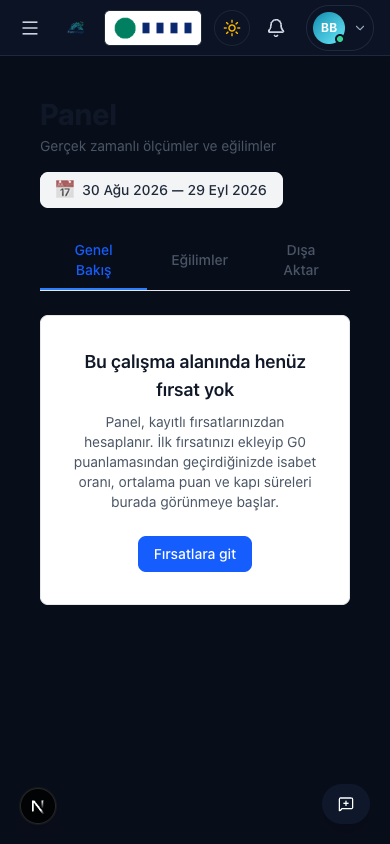 BB
Panel
Gerçek zamanlı ölçümler ve eğilimler
17 30 Ağu 2026 — 29 Eyl 2026
Genel
Bakış
Eğilimler
Dışa
Aktar
Bu çalışma alanında henüz
fırsat yok
Panel, kayıtlı fırsatlarınızdan
hesaplanır. İlk fırsatınızı ekleyip G0
puanlamasından geçirdiğinizde isabet
oranı, ortalama puan ve kapı süreleri
burada görünmeye başlar.
Fırsatlara git
N